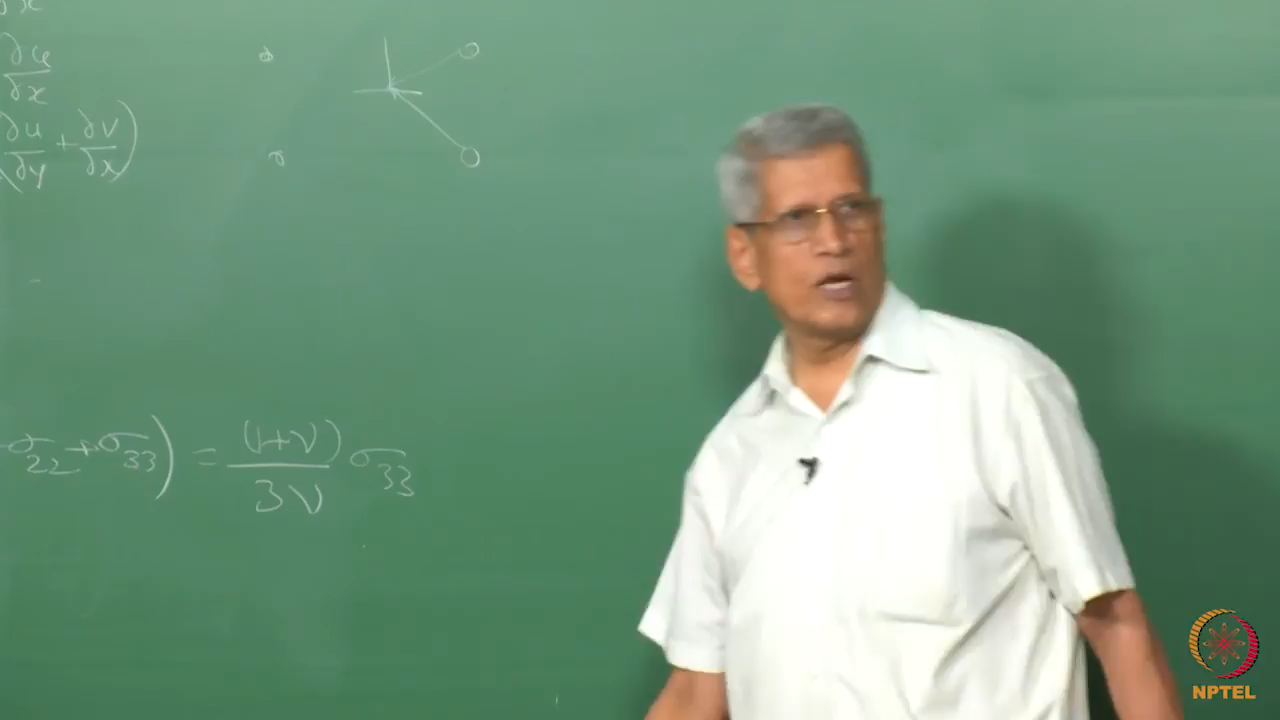 ∂x
∂u/∂x
(∂u/∂y + ∂v/∂x)
σ₂₂ + σ₃₃) = (1+ν)/3ν σ₃₃
NPTEL